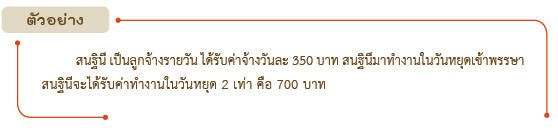 ตัวอย่าง
สนฐินี เป็นลูกจ้างรายวัน ได้รับค่าจ้างวันละ 350 บาท สนฐินีมาทำงานในวันหยุดเข้าพรรษา
สนฐินีจะได้รับค่าทำงานในวันหยุด 2 เท่า คือ 700 บาท